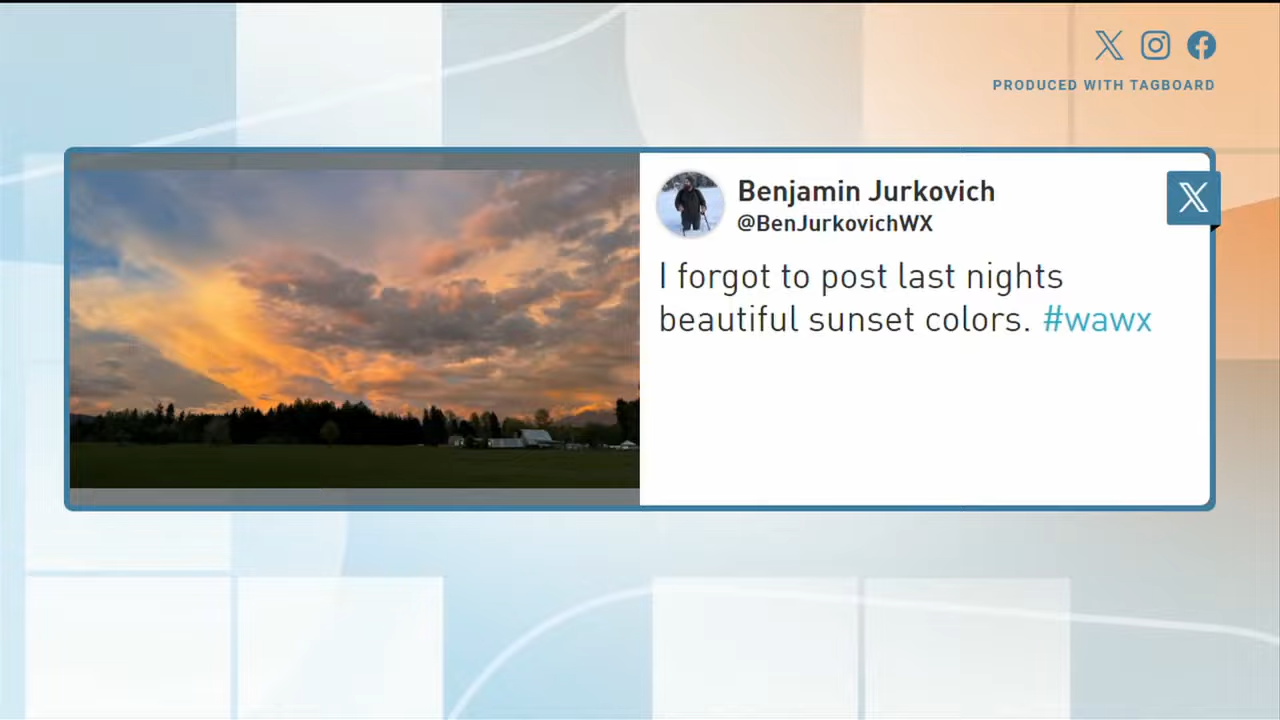 PRODUCED WITH TAGBOARD
Benjamin Jurkovich
@BenJurkovichWX
I forgot to post last nights
beautiful sunset colors. #wawx